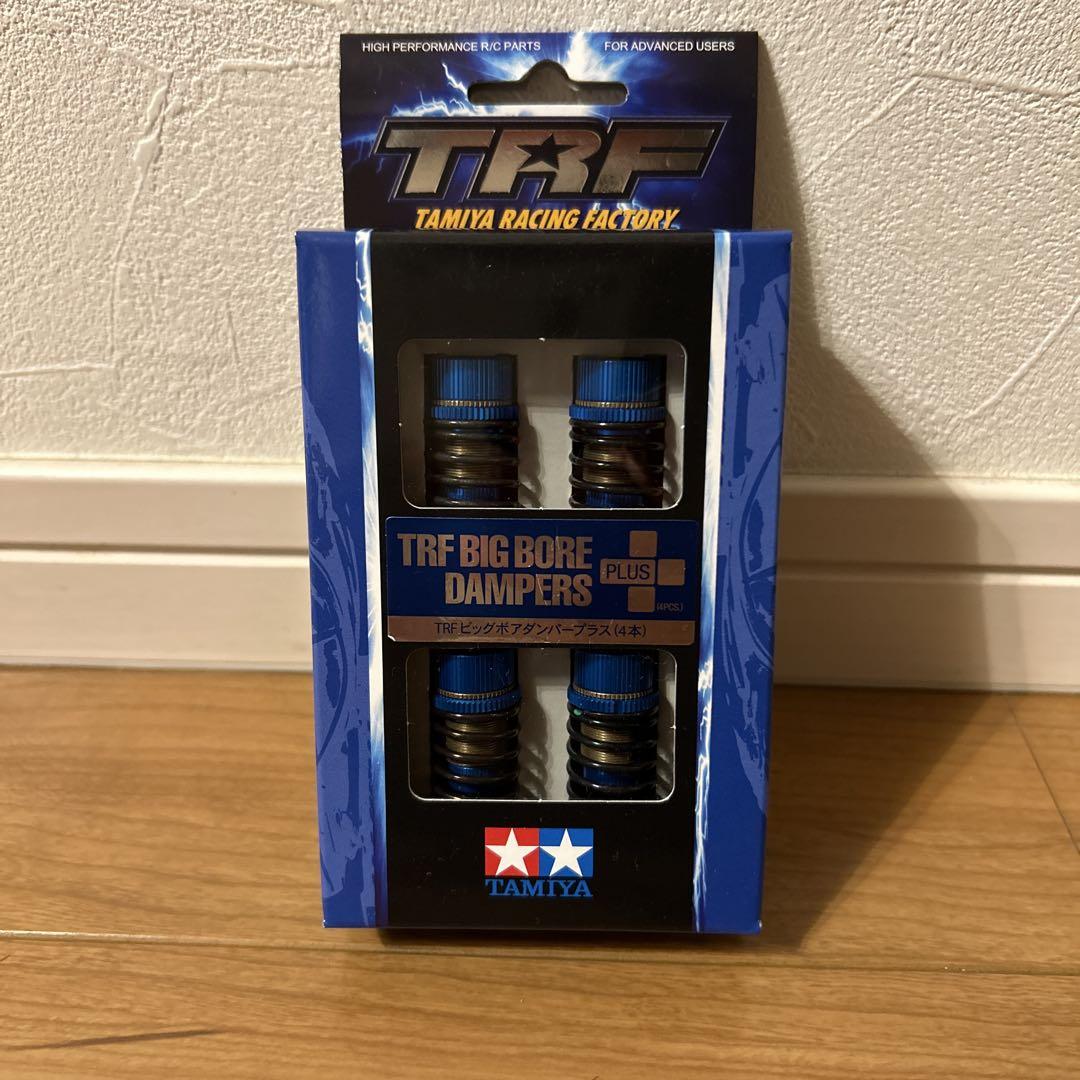 HIGH PERFORMANCE R/C PARTS
FOR ADVANCED USERS
TRF
TAMIYA RACING FACTORY
TRF BIG BORE
DAMPERS
PLUS
(4PCS.)
TRFビッグボアダンパープラス(4本)
TAMIYA